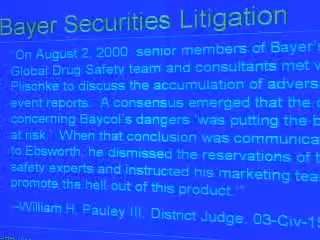 Bayer Securities Litigation
"On August 2, 2000 senior members of Bayer's
Global Drug Safety team and consultants met w
Plischke to discuss the accumulation of advers
event reports. A consensus emerged that the d
concerning Baycol's dangers 'was putting the b
at risk.' When that conclusion was communica
to Ebsworth, he dismissed the reservations of t
safety experts and instructed his marketing tea
promote the hell out of this product.'"
–William H. Pauley III, District Judge. 03-Civ-15